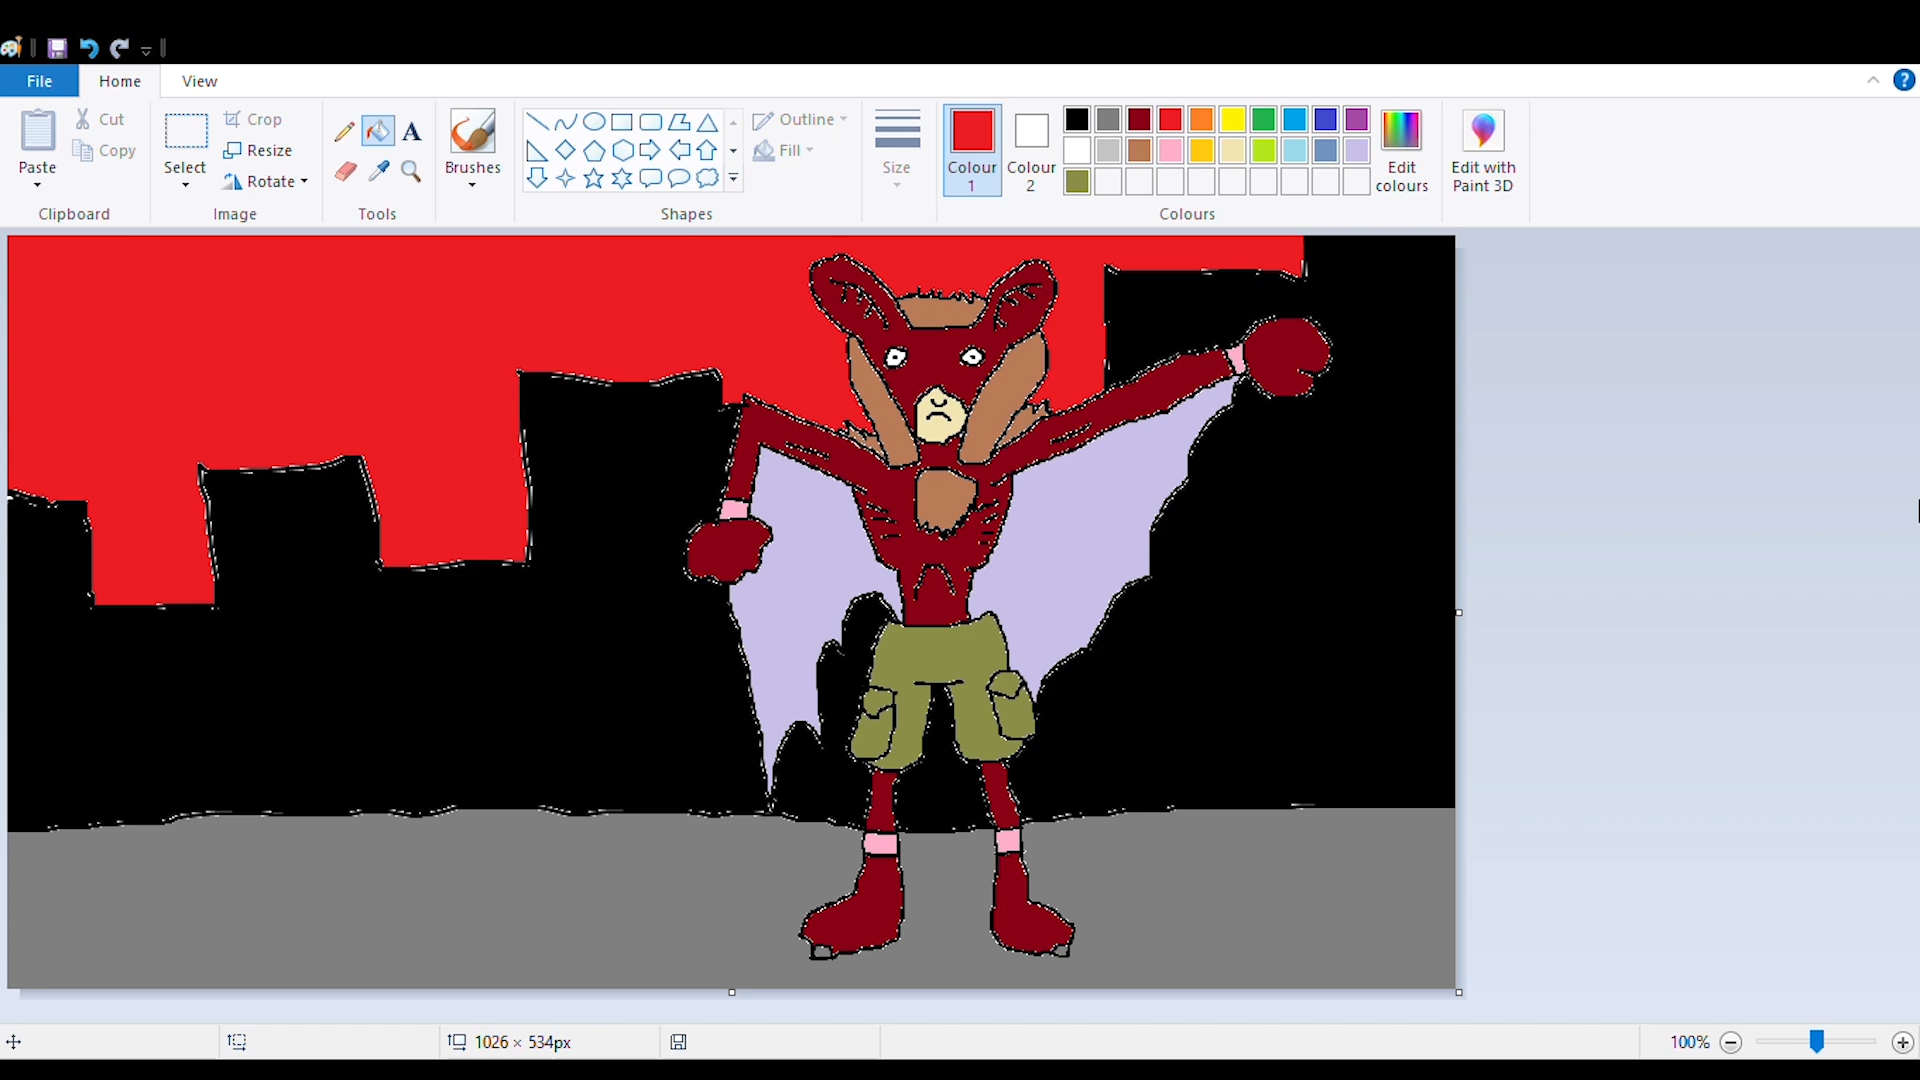 File Home View
Paste Cut Copy Clipboard
Select Crop Resize Rotate Image
A Tools
Brushes
Outline Fill Shapes
Size
Colour 1 Colour 2 Edit colours Colours
Edit with Paint 3D
?
1026 × 534px
100%